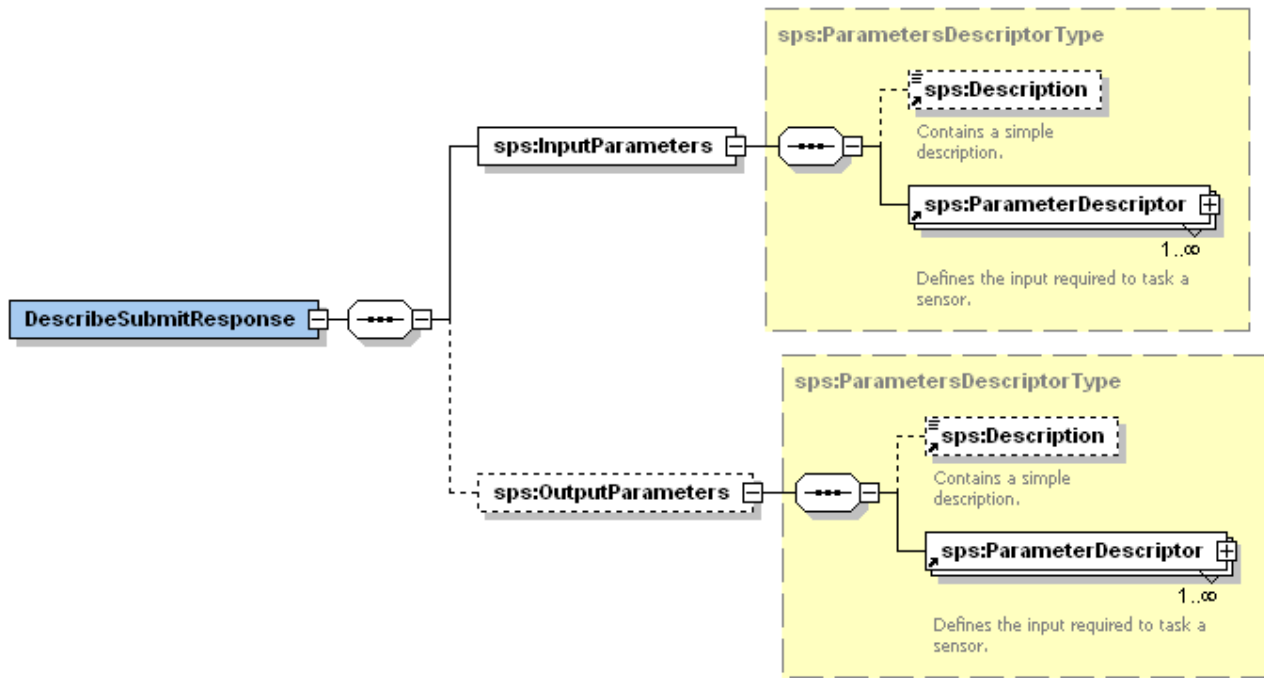 sps:ParametersDescriptorType
sps:Description
Contains a simple
description.
sps:InputParameters
sps:ParameterDescriptor
1..∞
Defines the input required to task a
sensor.
DescribeSubmitResponse
sps:ParametersDescriptorType
sps:Description
Contains a simple
description.
sps:OutputParameters
sps:ParameterDescriptor
1..∞
Defines the input required to task a
sensor.